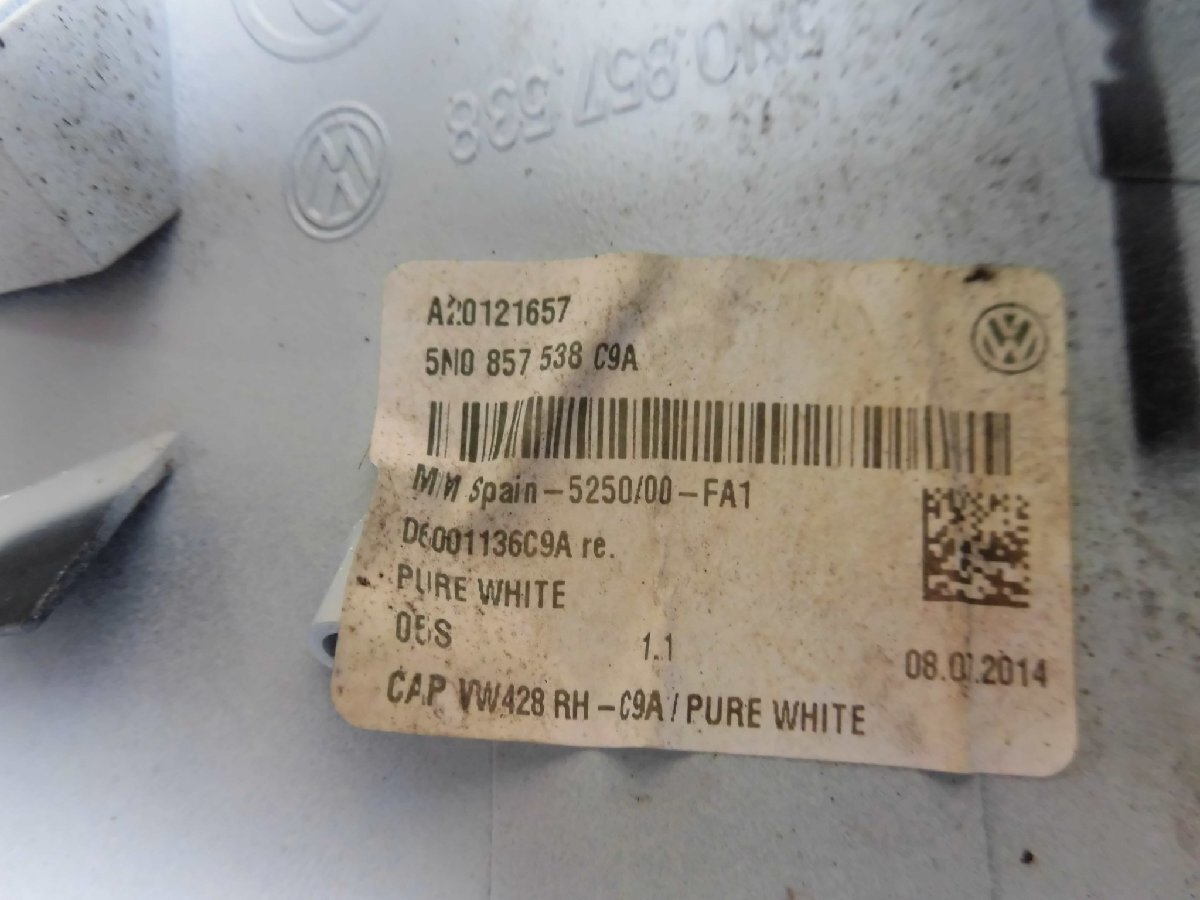 5N0.857 538
A20121657
5N0 857 538 C9A
Spain-5250/00-FA1
D6001136C9A re.
PURE WHITE
05S
1.1
CAP VW428 RH-C9A/PURE WHITE